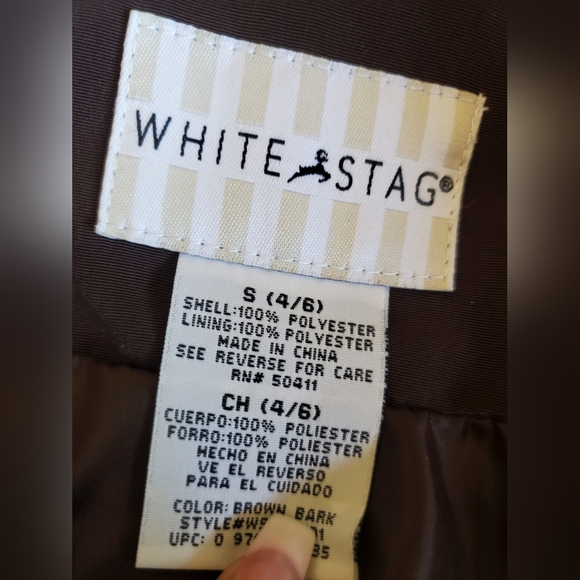 WHITE STAG®
S (4/6)
SHELL:100% POLYESTER
LINING:100% POLYESTER
MADE IN CHINA
SEE REVERSE FOR CARE
RN# 50411
CH (4/6)
CUERPO:100% POLIESTER
FORRO:100% POLIESTER
HECHO EN CHINA
VE EL REVERSO
PARA EL CUIDADO
COLOR: BROWN BARK
UPC: 0